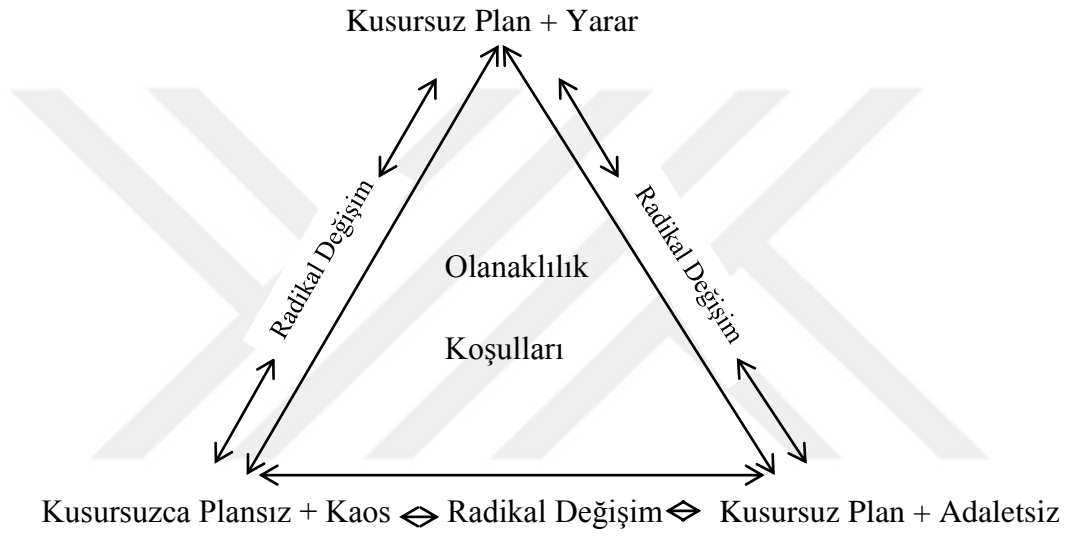 Kusursuz Plan + Yarar
Radikal Değişim
Radikal Değişim
Olanaklılık
Koşulları
Kusursuzca Plansız + Kaos Radikal Değişim Kusursuz Plan + Adaletsiz